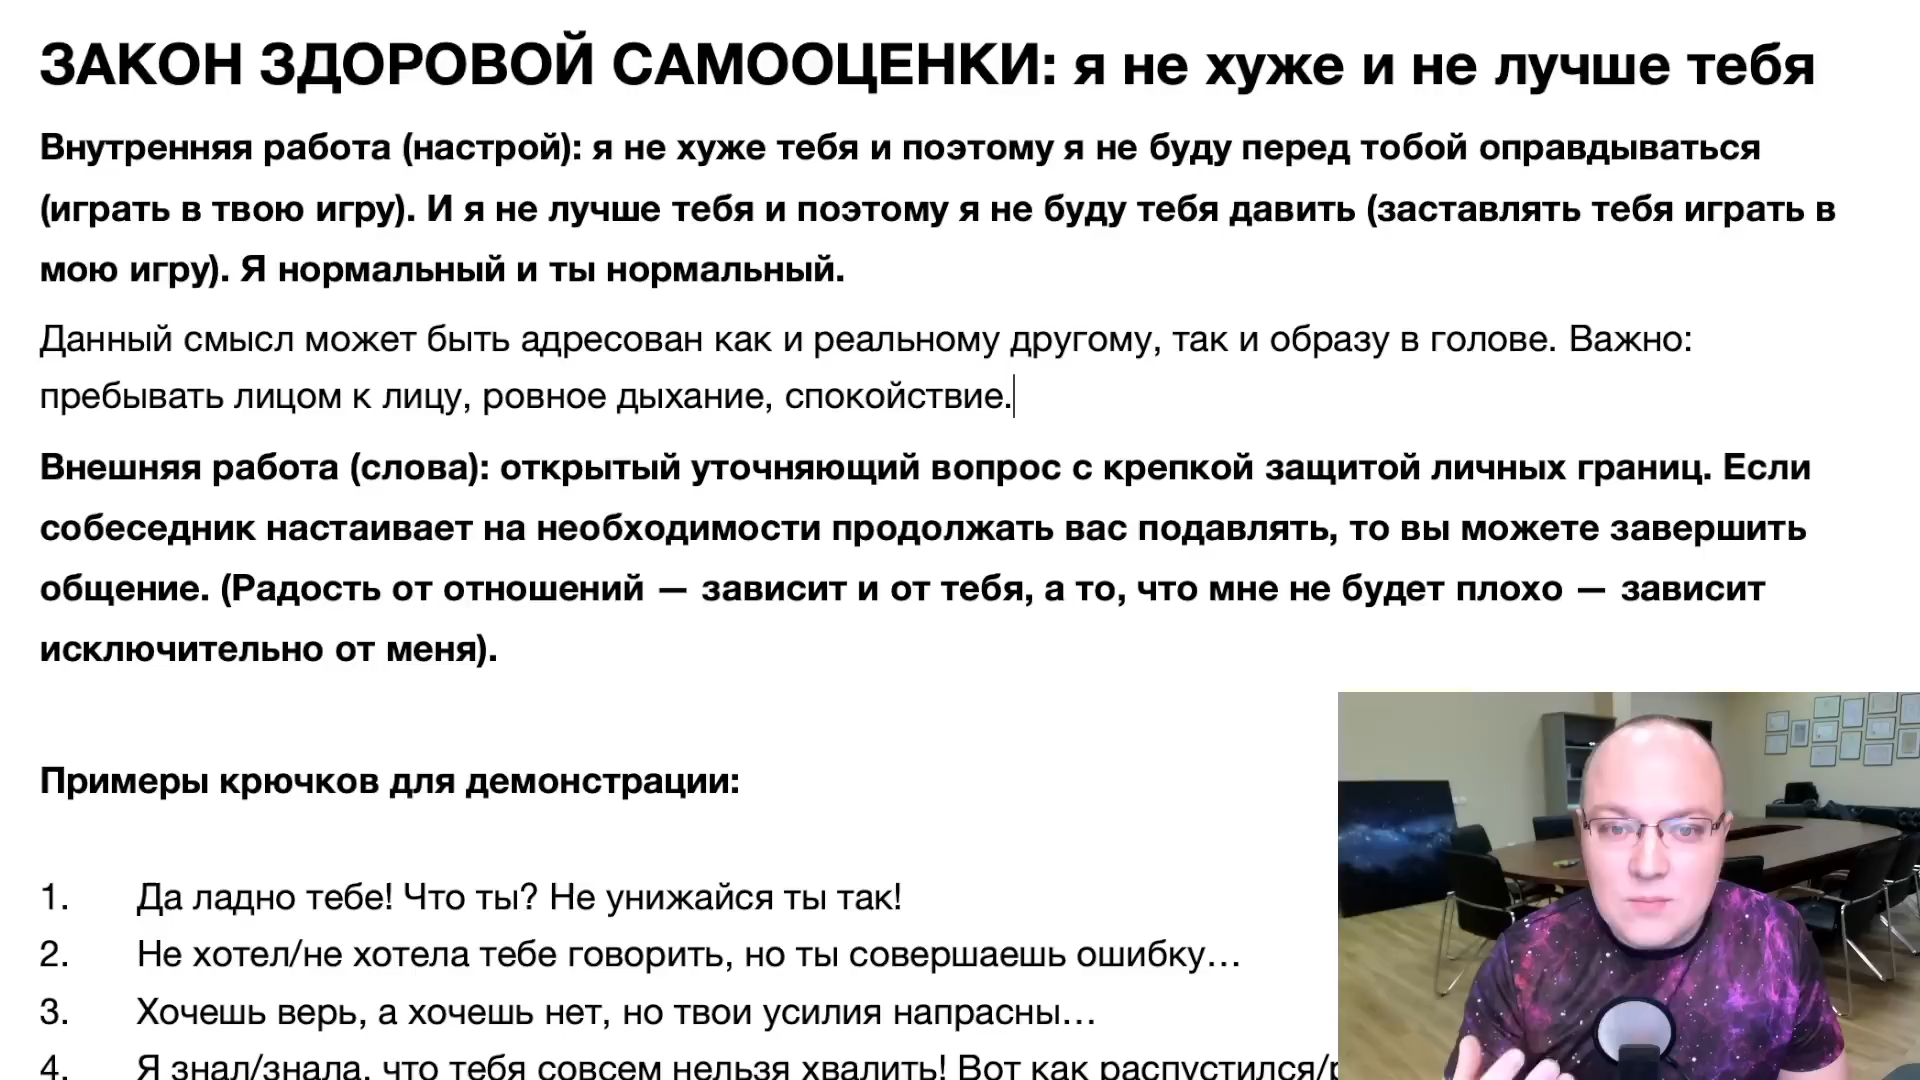 ЗАКОН ЗДОРОВОЙ САМООЦЕНКИ: я не хуже и не лучше тебя
Внутренняя работа (настрой): я не хуже тебя и поэтому я не буду перед тобой оправдываться
(играть в твою игру). И я не лучше тебя и поэтому я не буду тебя давить (заставлять тебя играть в
мою игру). Я нормальный и ты нормальный.
Данный смысл может быть адресован как и реальному другому, так и образу в голове. Важно:
пребывать лицом к лицу, ровное дыхание, спокойствие.
Внешняя работа (слова): открытый уточняющий вопрос с крепкой защитой личных границ. Если
собеседник настаивает на необходимости продолжать вас подавлять, то вы можете завершить
общение. (Радость от отношений — зависит и от тебя, а то, что мне не будет плохо — зависит
исключительно от меня).
Примеры крючков для демонстрации:
1. Да ладно тебе! Что ты? Не унижайся ты так!
2. Не хотел/не хотела тебе говорить, но ты совершаешь ошибку…
3. Хочешь верь, а хочешь нет, но твои усилия напрасны…
4. Я знал/знала, что тебя совсем нельзя хвалить! Вот как распустился/